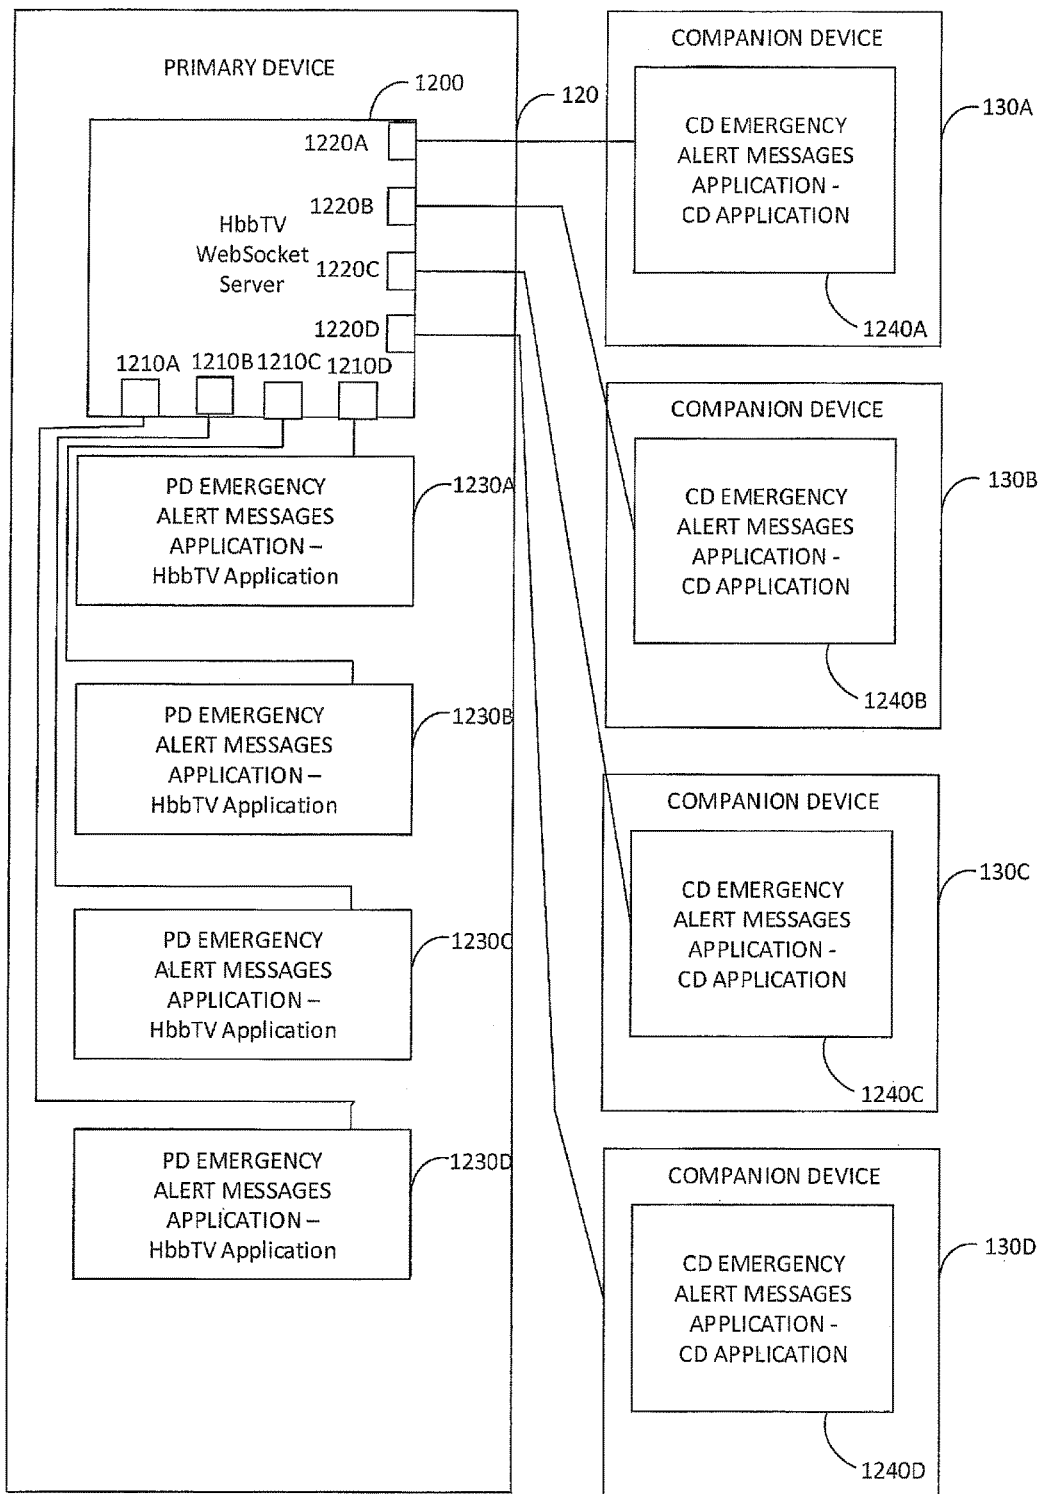 PRIMARY DEVICE
1200
120
1220A
1220B
HbbTV
WebSocket
Server
1220C
1220D
1210A
1210B
1210C
1210D
PD EMERGENCY
ALERT MESSAGES
APPLICATION –
HbbTV Application
1230A
PD EMERGENCY
ALERT MESSAGES
APPLICATION –
HbbTV Application
1230B
PD EMERGENCY
ALERT MESSAGES
APPLICATION –
HbbTV Application
1230C
PD EMERGENCY
ALERT MESSAGES
APPLICATION –
HbbTV Application
1230D
COMPANION DEVICE
130A
CD EMERGENCY
ALERT MESSAGES
APPLICATION -
CD APPLICATION
1240A
COMPANION DEVICE
130B
CD EMERGENCY
ALERT MESSAGES
APPLICATION -
CD APPLICATION
1240B
COMPANION DEVICE
130C
CD EMERGENCY
ALERT MESSAGES
APPLICATION -
CD APPLICATION
1240C
COMPANION DEVICE
130D
CD EMERGENCY
ALERT MESSAGES
APPLICATION -
CD APPLICATION
1240D